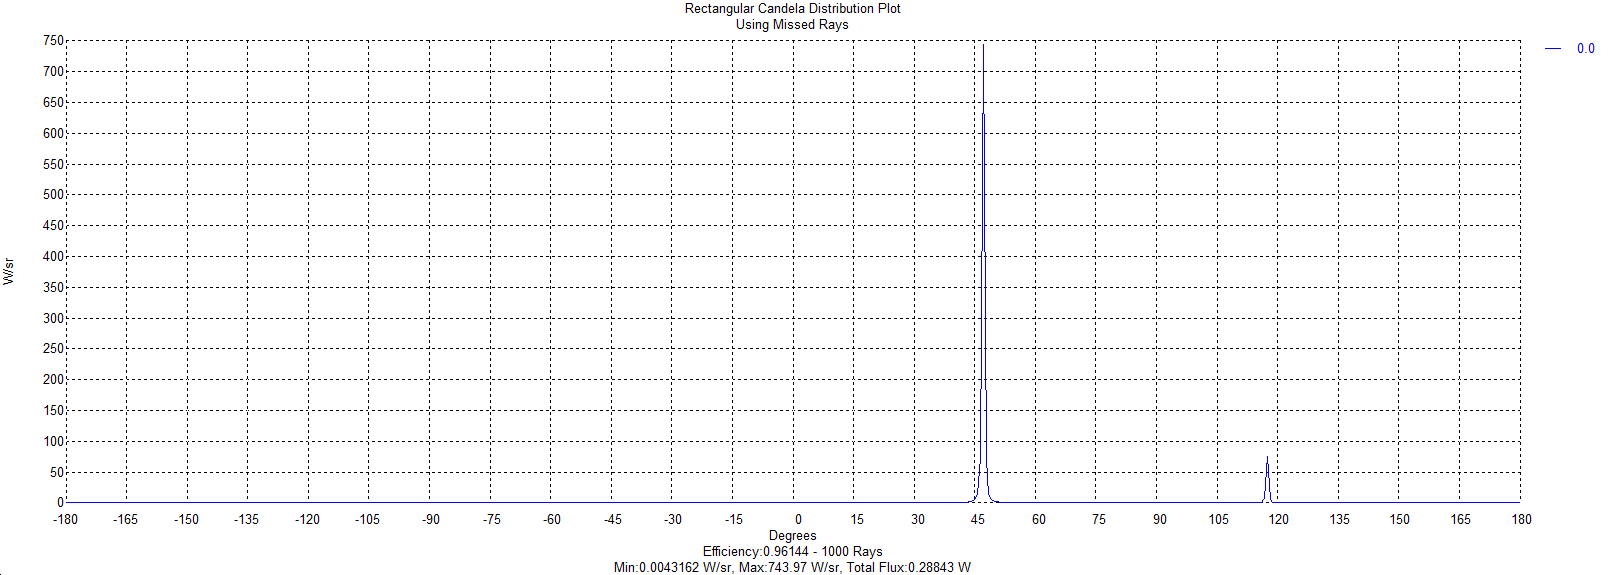 Rectangular Candela Distribution Plot
Using Missed Rays
0.0
750
700
650
600
550
500
450
400
350
300
250
200
150
100
50
0
W/sr
-180 -165 -150 -135 -120 -105 -90 -75 -60 -45 -30 -15 0 15 30 45 60 75 90 105 120 135 150 165 180
Degrees
Efficiency:0.96144 - 1000 Rays
Min:0.0043162 W/sr, Max:743.97 W/sr, Total Flux:0.28843 W